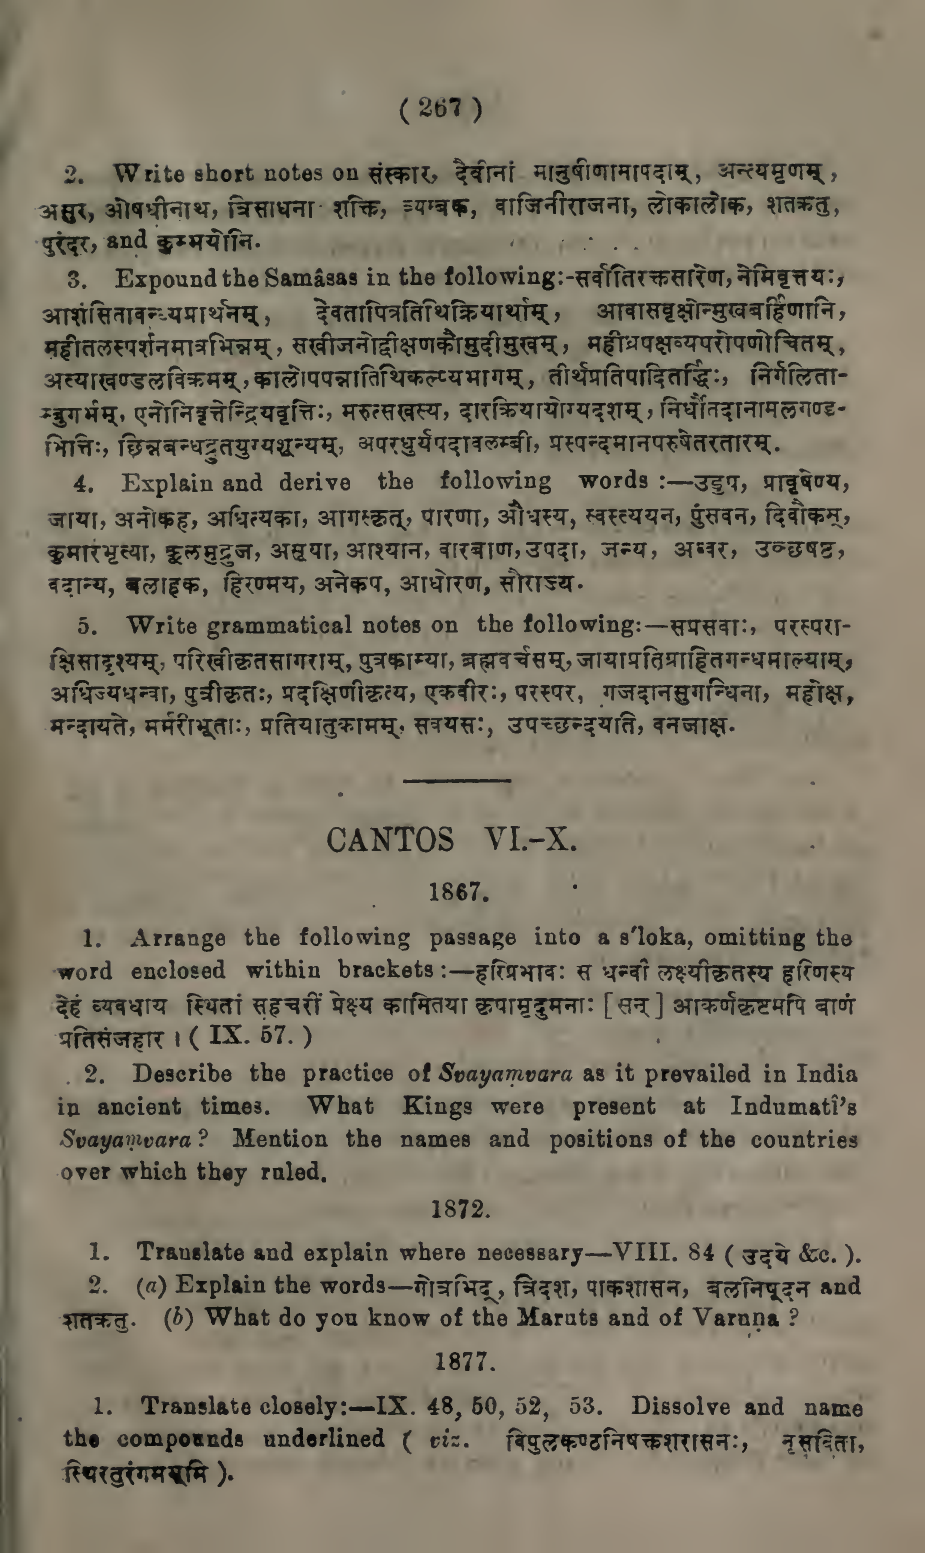 ( 267 )
2. Write short notes on संस्कार, दैवीनां मानुषीणामापदाम्, अन्त्यमृणम्,
असुर, ओषधीनाथ, त्रिसाधना शक्ति, त्र्यम्बक, वाजिनीराजना, लोकालोक, शतक्रतु,
पुरंदर, and कुम्भयोनि.
3. Expound the Samâsas in the following:-सर्वातिरिक्तसारेण, नेमिवृत्तयः,
आशंसितावन्ध्यप्रार्थनम्, देवतापित्रतिथिक्रियार्थाम्, आवासवृक्षोन्मुखबर्हिणानि,
महीतलस्पर्शनमात्रभिन्नम्, सखीजनोद्वीक्षणकौमुदीमुखम्, महीध्रपक्षव्यपरोपणोचितम्,
अस्याखण्डलविक्रमम्, कालोपपन्नातिथिकल्प्यभागम्, तीर्थप्रतिपादितर्द्धिः, निर्गलिता-
म्बुगर्भम्, एनोनिवृत्तेन्द्रियवृत्तिः, मरुत्सखस्य, दारक्रियायोग्यदशम्, निर्धौतदानामलगण्ड-
भित्तिः, छिन्नबन्धद्रुतयुग्यशून्यम्, अपरधुर्यपदावलम्बी, प्रस्पन्दमानपरुषेतरतारम्.
4. Explain and derive the following words :—उडुप, प्रावृषेण्य,
जाया, अनोकह, अधित्यका, आगस्कृत्, पारणा, औधस्य, स्वस्त्ययन, पुंसवन, दिवौकम्,
कुमारभृत्या, कूलमुद्रुज, असूया, आश्यान, वारबाण, उपदा, जन्य, अध्वर, उञ्छषष्ठ,
वदान्य, बलाहक, हिरण्मय, अनेकप, आधोरण, सौराज्य.
5. Write grammatical notes on the following:—सप्रसवाः, परस्परा-
क्षिसादृश्यम्, परिखीकृतसागराम्, पुत्रकाम्या, ब्रह्मवर्चसम्, जायाप्रतिग्राहितगन्धमाल्याम्,
अधिज्यधन्वा, पुत्रीकृतः, प्रदक्षिणीकृत्य, एकवीरः, परस्पर, गजदानसुगन्धिना, महोक्ष,
मन्दायते, मर्मरीभूताः, प्रतियातुकामम्, सवयसः, उपच्छन्दयति, वनजाक्ष.
CANTOS VI.–X.
1867.
1. Arrange the following passage into a s'loka, omitting the
word enclosed within brackets :—हरिप्रभावः स धन्वी लक्ष्यीकृतस्य हरिणस्य
देहं व्यवधाय स्थितां सहचरीं प्रेक्ष्य कामितया कृपामृदुमनाः [ सन् ] आकर्णकृष्टमपि बाणं
प्रतिसंजहार । ( IX. 57. )
2. Describe the practice of Svayaṃvara as it prevailed in India
in ancient times. What Kings were present at Indumatî's
Svayaṃvara ? Mention the names and positions of the countries
over which they ruled.
1872.
1. Translate and explain where necessary—VIII. 84 ( उदये &c. ).
2. (a) Explain the words—गोत्रभिद्, त्रिदश, पाकशासन, बलनिषूदन and
शतक्रतु. (b) What do you know of the Maruts and of Varuṇa ?
1877.
1. Translate closely:—IX. 48, 50, 52, 53. Dissolve and name
the compounds underlined ( viz. विपुलकण्ठनिषक्तशरासनः, नृसविता,
स्थिरतुरंगमभूमि ).